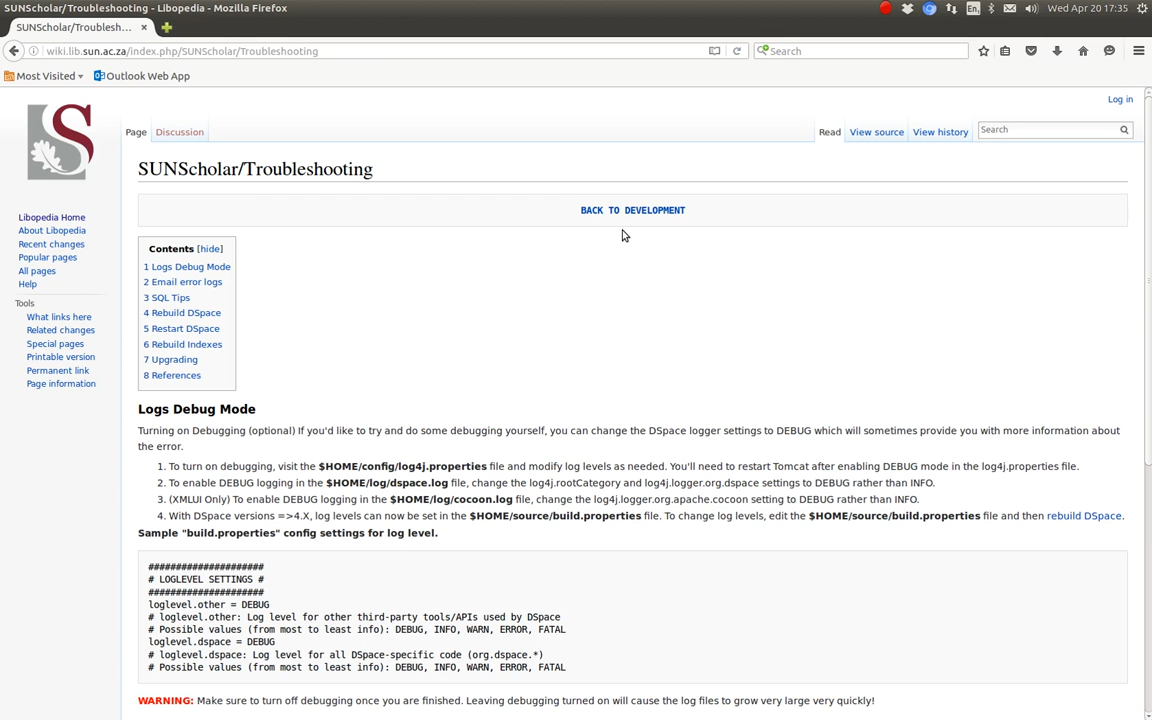 SUNScholar/Troubleshooting - Libopedia - Mozilla Firefox
En
Wed Apr 20 17:35
SUNScholar/Troublesh...
wiki.lib.sun.ac.za/index.php/SUNScholar/Troubleshooting
Search
Most Visited
Outlook Web App
Log in
S
Page
Discussion
Read
View source
View history
Search
SUNScholar/Troubleshooting
BACK TO DEVELOPMENT
Libopedia Home
About Libopedia
Recent changes
Popular pages
All pages
Help
Tools
What links here
Related changes
Special pages
Printable version
Permanent link
Page information
Contents [hide]
1 Logs Debug Mode
2 Email error logs
3 SQL Tips
4 Rebuild DSpace
5 Restart DSpace
6 Rebuild Indexes
7 Upgrading
8 References
Logs Debug Mode
Turning on Debugging (optional) If you'd like to try and do some debugging yourself, you can change the DSpace logger settings to DEBUG which will sometimes provide you with more information about
the error.
1. To turn on debugging, visit the $HOME/config/log4j.properties file and modify log levels as needed. You'll need to restart Tomcat after enabling DEBUG mode in the log4j.properties file.
2. To enable DEBUG logging in the $HOME/log/dspace.log file, change the log4j.rootCategory and log4j.logger.org.dspace settings to DEBUG rather than INFO.
3. (XMLUI Only) To enable DEBUG logging in the $HOME/log/cocoon.log file, change the log4j.logger.org.apache.cocoon setting to DEBUG rather than INFO.
4. With DSpace versions =>4.X, log levels can now be set in the $HOME/source/build.properties file. To change log levels, edit the $HOME/source/build.properties file and then rebuild DSpace.
Sample "build.properties" config settings for log level.
#####################
# LOGLEVEL SETTINGS #
#####################
loglevel.other = DEBUG
# loglevel.other: Log level for other third-party tools/APIs used by DSpace
# Possible values (from most to least info): DEBUG, INFO, WARN, ERROR, FATAL
loglevel.dspace = DEBUG
# loglevel.dspace: Log level for all DSpace-specific code (org.dspace.*)
# Possible values (from most to least info): DEBUG, INFO, WARN, ERROR, FATAL
WARNING: Make sure to turn off debugging once you are finished. Leaving debugging turned on will cause the log files to grow very large very quickly!